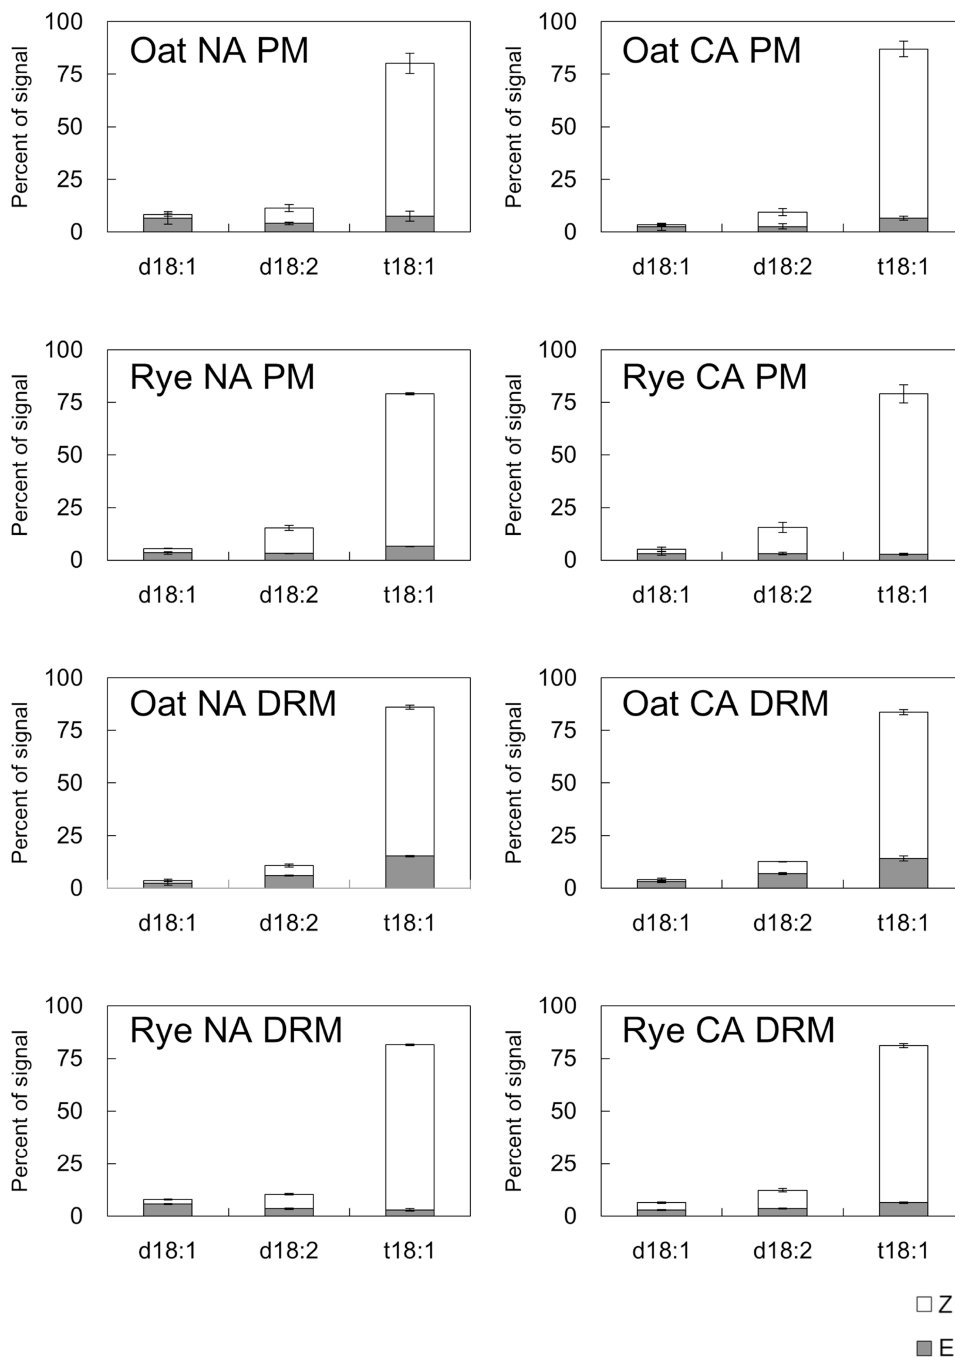 Percent of signal
100
75
50
25
0
Oat NA PM
d18:1 d18:2 t18:1
Percent of signal
100
75
50
25
0
Oat CA PM
d18:1 d18:2 t18:1
Percent of signal
100
75
50
25
0
Rye NA PM
d18:1 d18:2 t18:1
Percent of signal
100
75
50
25
0
Rye CA PM
d18:1 d18:2 t18:1
Percent of signal
100
75
50
25
0
Oat NA DRM
d18:1 d18:2 t18:1
Percent of signal
100
75
50
25
0
Oat CA DRM
d18:1 d18:2 t18:1
Percent of signal
100
75
50
25
0
Rye NA DRM
d18:1 d18:2 t18:1
Percent of signal
100
75
50
25
0
Rye CA DRM
d18:1 d18:2 t18:1
Z
E